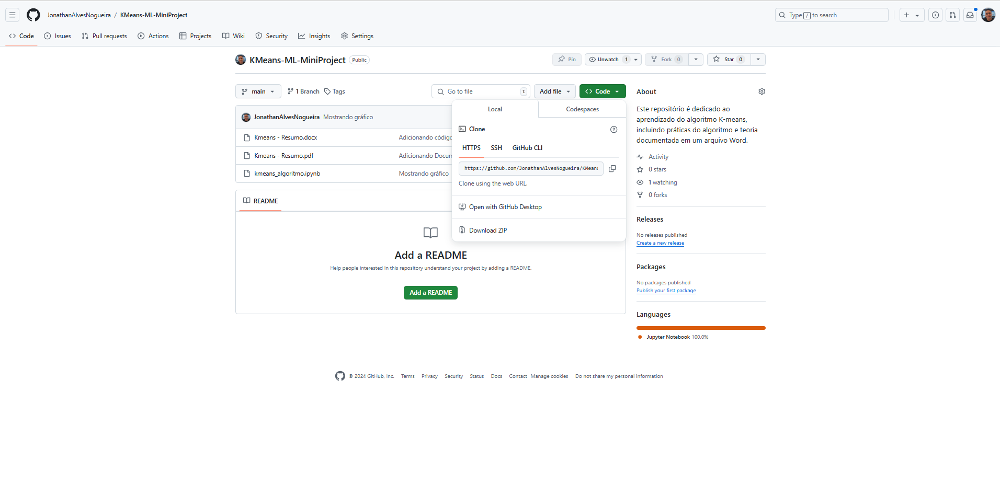 JonathanAlvesNogueira / KMeans-ML-MiniProject
Type / to search
Code Issues Pull requests Actions Projects Wiki Security Insights Settings
KMeans-ML-MiniProject Public
Pin Unwatch 1 Fork 0 Star 0
main 1 Branch Tags
Go to file t
Add file
Code
JonathanAlvesNogueira Mostrando gráfico
Kmeans - Resumo.docx Adicionando código
Kmeans - Resumo.pdf Adicionando Docum
kmeans_algoritmo.ipynb Mostrando gráfico
Local Codespaces
Clone
HTTPS SSH GitHub CLI
https://github.com/JonathanAlvesNogueira/KMeans
Clone using the web URL.
Open with GitHub Desktop
Download ZIP
README
Add a README
Help people interested in this repository understand your project by adding a README.
Add a README
About
Este repositório é dedicado ao
aprendizado do algoritmo K-means,
incluindo práticas do algoritmo e teoria
documentada em um arquivo Word.
Activity
0 stars
1 watching
0 forks
Releases
No releases published
Create a new release
Packages
No packages published
Publish your first package
Languages
Jupyter Notebook 100.0%
© 2024 GitHub, Inc. Terms Privacy Security Status Docs Contact Manage cookies Do not share my personal information